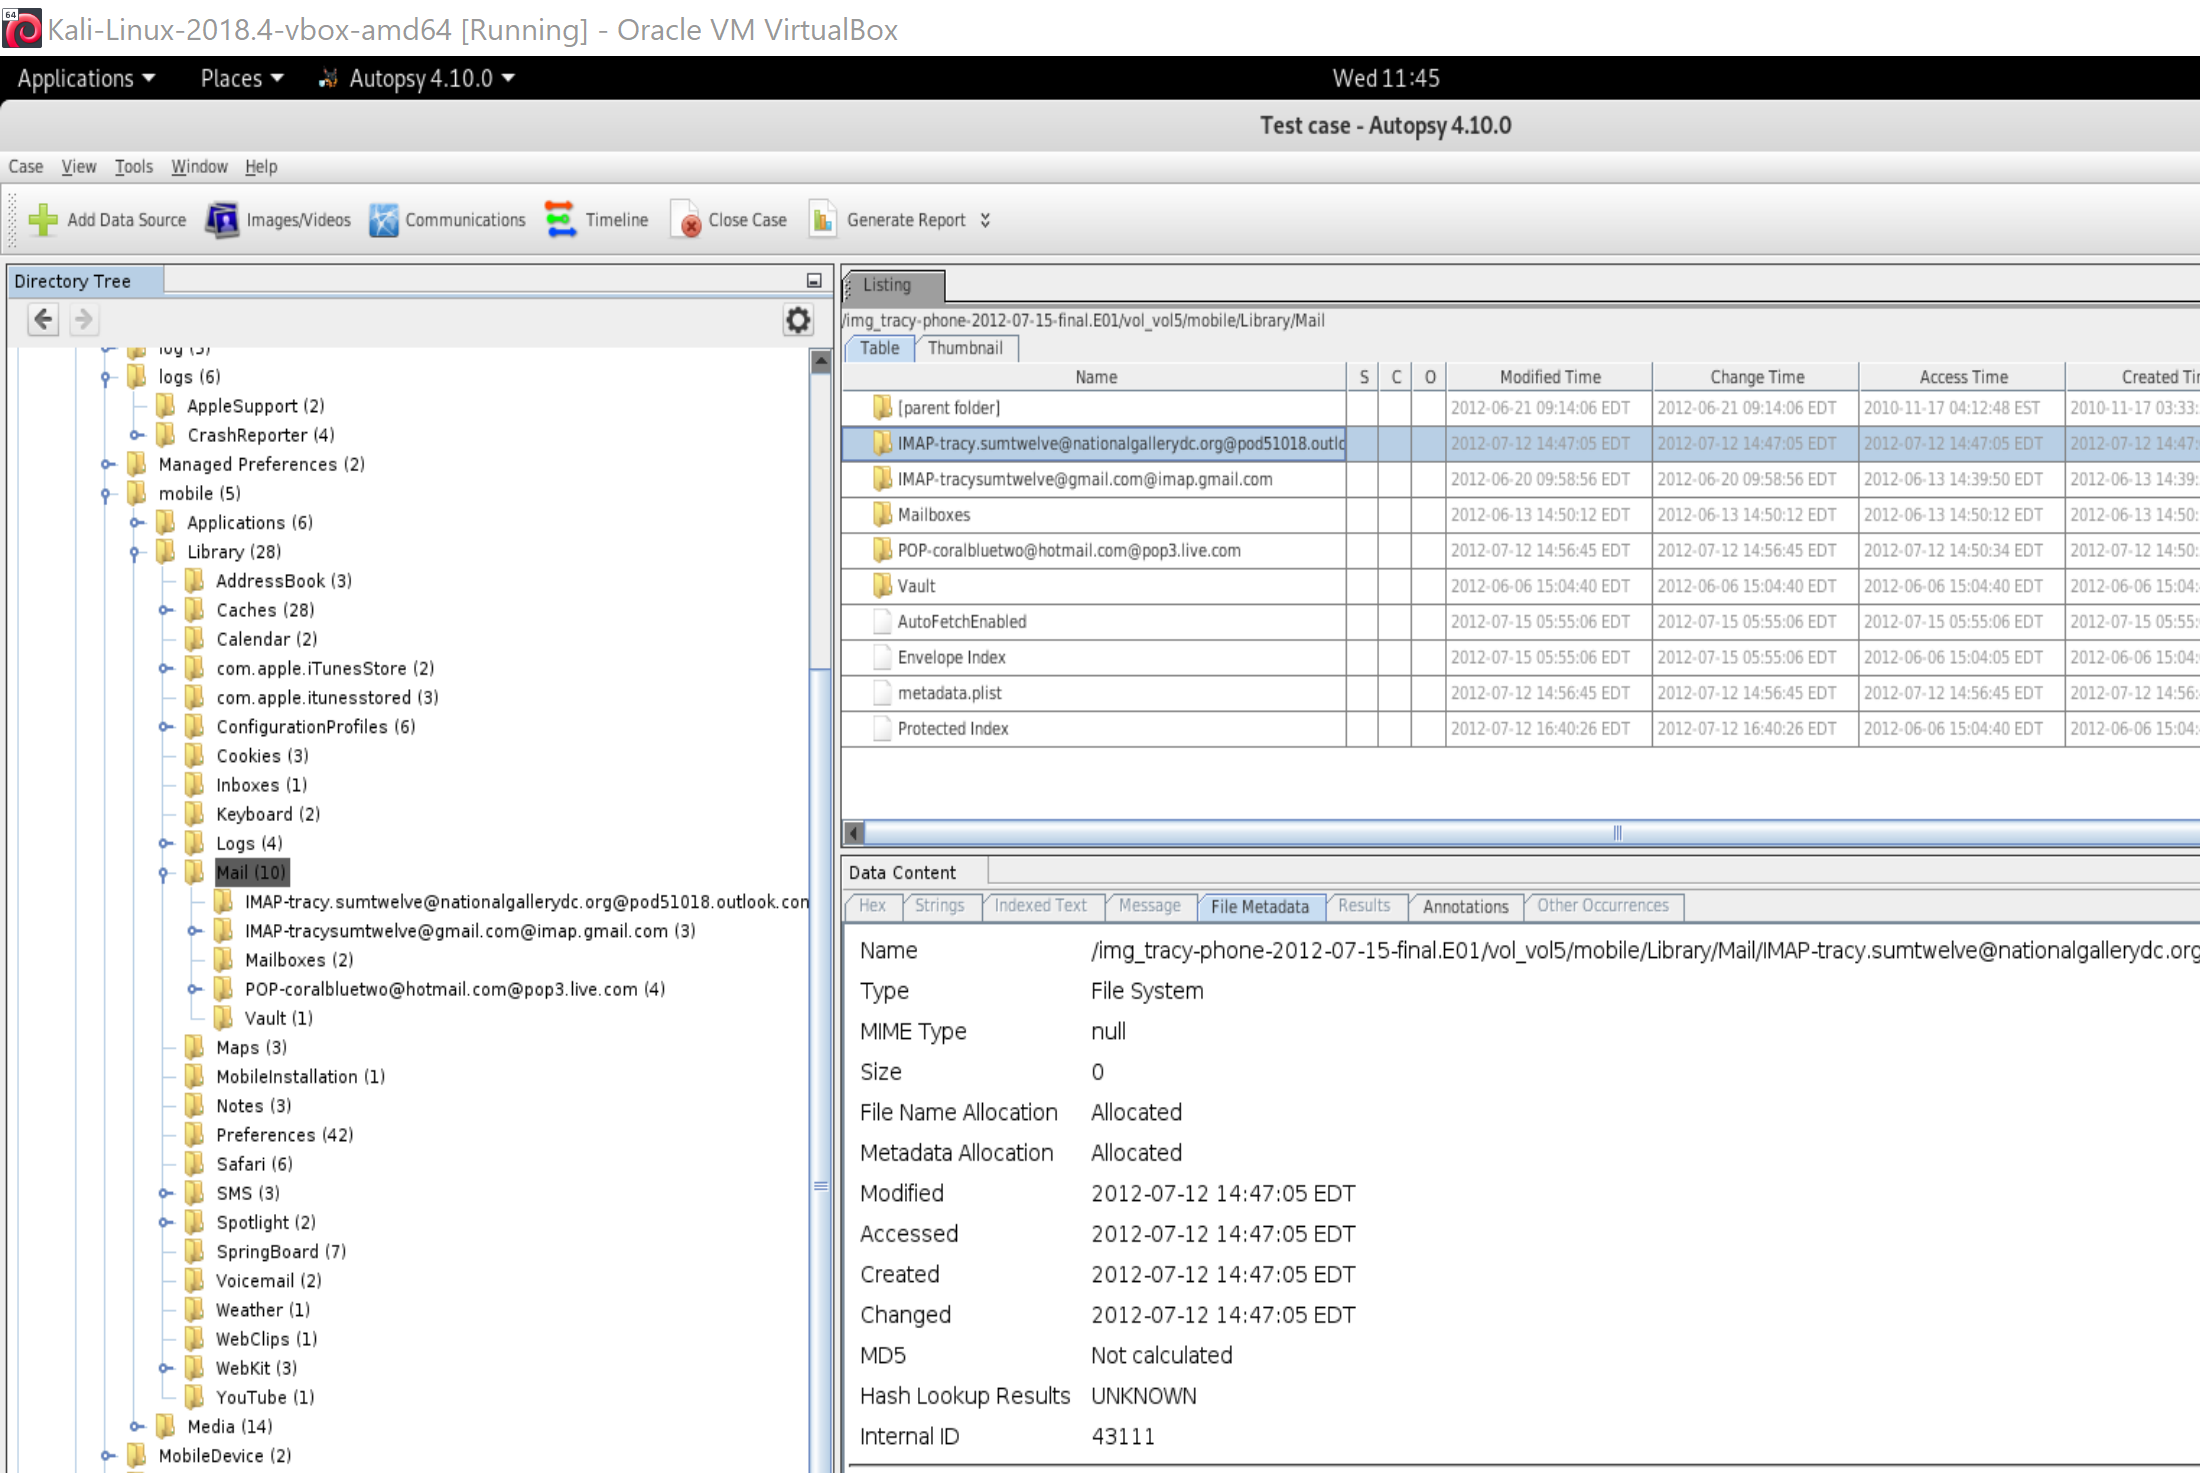 64
Kali-Linux-2018.4-vbox-amd64 [Running] - Oracle VM VirtualBox
Applications Places Autopsy 4.10.0 Wed 11:45
Test case - Autopsy 4.10.0
Case View Tools Window Help
Add Data Source Images/Videos Communications Timeline Close Case Generate Report
Directory Tree
log (3)
logs (6)
AppleSupport (2)
CrashReporter (4)
Managed Preferences (2)
mobile (5)
Applications (6)
Library (28)
AddressBook (3)
Caches (28)
Calendar (2)
com.apple.iTunesStore (2)
com.apple.itunesstored (3)
ConfigurationProfiles (6)
Cookies (3)
Inboxes (1)
Keyboard (2)
Logs (4)
Mail (10)
IMAP-tracy.sumtwelve@nationalgallerydc.org@pod51018.outlook.con
IMAP-tracysumtwelve@gmail.com@imap.gmail.com (3)
Mailboxes (2)
POP-coralbluetwo@hotmail.com@pop3.live.com (4)
Vault (1)
Maps (3)
MobileInstallation (1)
Notes (3)
Preferences (42)
Safari (6)
SMS (3)
Spotlight (2)
SpringBoard (7)
Voicemail (2)
Weather (1)
WebClips (1)
WebKit (3)
YouTube (1)
Media (14)
MobileDevice (2)
Listing
/img_tracy-phone-2012-07-15-final.E01/vol_vol5/mobile/Library/Mail
Table Thumbnail
Name S C O Modified Time Change Time Access Time Created Tir
[parent folder] 2012-06-21 09:14:06 EDT 2012-06-21 09:14:06 EDT 2010-11-17 04:12:48 EST 2010-11-17 03:33:
IMAP-tracy.sumtwelve@nationalgallerydc.org@pod51018.outlo 2012-07-12 14:47:05 EDT 2012-07-12 14:47:05 EDT 2012-07-12 14:47:05 EDT 2012-07-12 14:47:
IMAP-tracysumtwelve@gmail.com@imap.gmail.com 2012-06-20 09:58:56 EDT 2012-06-20 09:58:56 EDT 2012-06-13 14:39:50 EDT 2012-06-13 14:39:
Mailboxes 2012-06-13 14:50:12 EDT 2012-06-13 14:50:12 EDT 2012-06-13 14:50:12 EDT 2012-06-13 14:50:
POP-coralbluetwo@hotmail.com@pop3.live.com 2012-07-12 14:56:45 EDT 2012-07-12 14:56:45 EDT 2012-07-12 14:50:34 EDT 2012-07-12 14:50:
Vault 2012-06-06 15:04:40 EDT 2012-06-06 15:04:40 EDT 2012-06-06 15:04:40 EDT 2012-06-06 15:04:
AutoFetchEnabled 2012-07-15 05:55:06 EDT 2012-07-15 05:55:06 EDT 2012-07-15 05:55:06 EDT 2012-07-15 05:55:
Envelope Index 2012-07-15 05:55:06 EDT 2012-07-15 05:55:06 EDT 2012-06-06 15:04:05 EDT 2012-06-06 15:04:
metadata.plist 2012-07-12 14:56:45 EDT 2012-07-12 14:56:45 EDT 2012-07-12 14:56:45 EDT 2012-07-12 14:56:
Protected Index 2012-07-12 16:40:26 EDT 2012-07-12 16:40:26 EDT 2012-06-06 15:04:40 EDT 2012-06-06 15:04:
Data Content
Hex Strings Indexed Text Message File Metadata Results Annotations Other Occurrences
Name /img_tracy-phone-2012-07-15-final.E01/vol_vol5/mobile/Library/Mail/IMAP-tracy.sumtwelve@nationalgallerydc.org
Type File System
MIME Type null
Size 0
File Name Allocation Allocated
Metadata Allocation Allocated
Modified 2012-07-12 14:47:05 EDT
Accessed 2012-07-12 14:47:05 EDT
Created 2012-07-12 14:47:05 EDT
Changed 2012-07-12 14:47:05 EDT
MD5 Not calculated
Hash Lookup Results UNKNOWN
Internal ID 43111